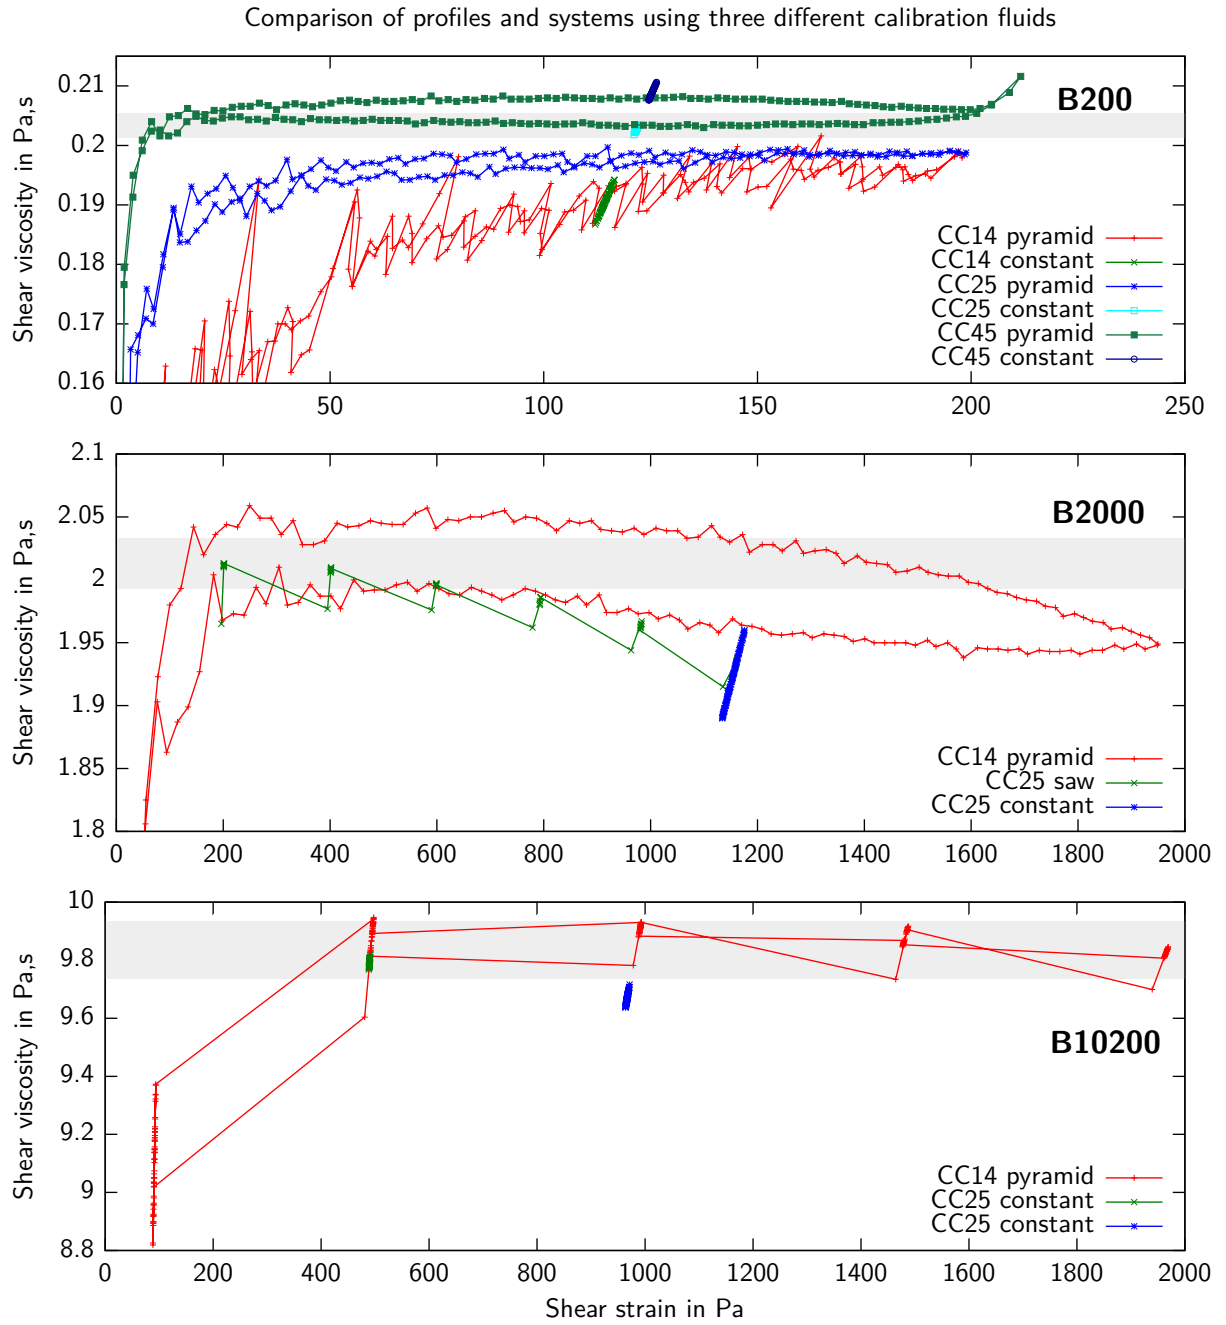 Comparison of profiles and systems using three different calibration fluids
Shear viscosity in Pa,s
0.21
0.2
0.19
0.18
0.17
0.16
B200
CC14 pyramid
CC14 constant
CC25 pyramid
CC25 constant
CC45 pyramid
CC45 constant
0 50 100 150 200 250
Shear viscosity in Pa,s
2.1
2.05
2
1.95
1.9
1.85
1.8
B2000
CC14 pyramid
CC25 saw
CC25 constant
0 200 400 600 800 1000 1200 1400 1600 1800 2000
Shear viscosity in Pa,s
10
9.8
9.6
9.4
9.2
9
8.8
B10200
CC14 pyramid
CC25 constant
CC25 constant
0 200 400 600 800 1000 1200 1400 1600 1800 2000
Shear strain in Pa